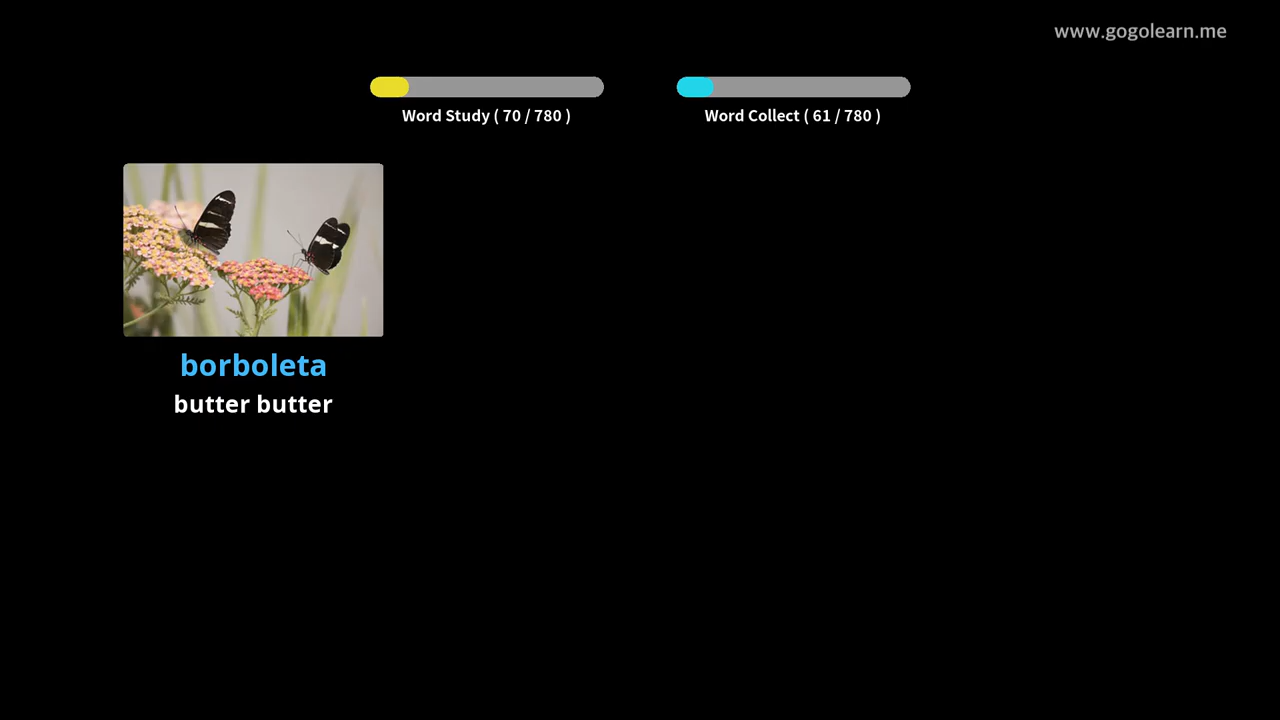 www.gogolearn.me
Word Study ( 70 / 780 )
Word Collect ( 61 / 780 )
borboleta
butter butter